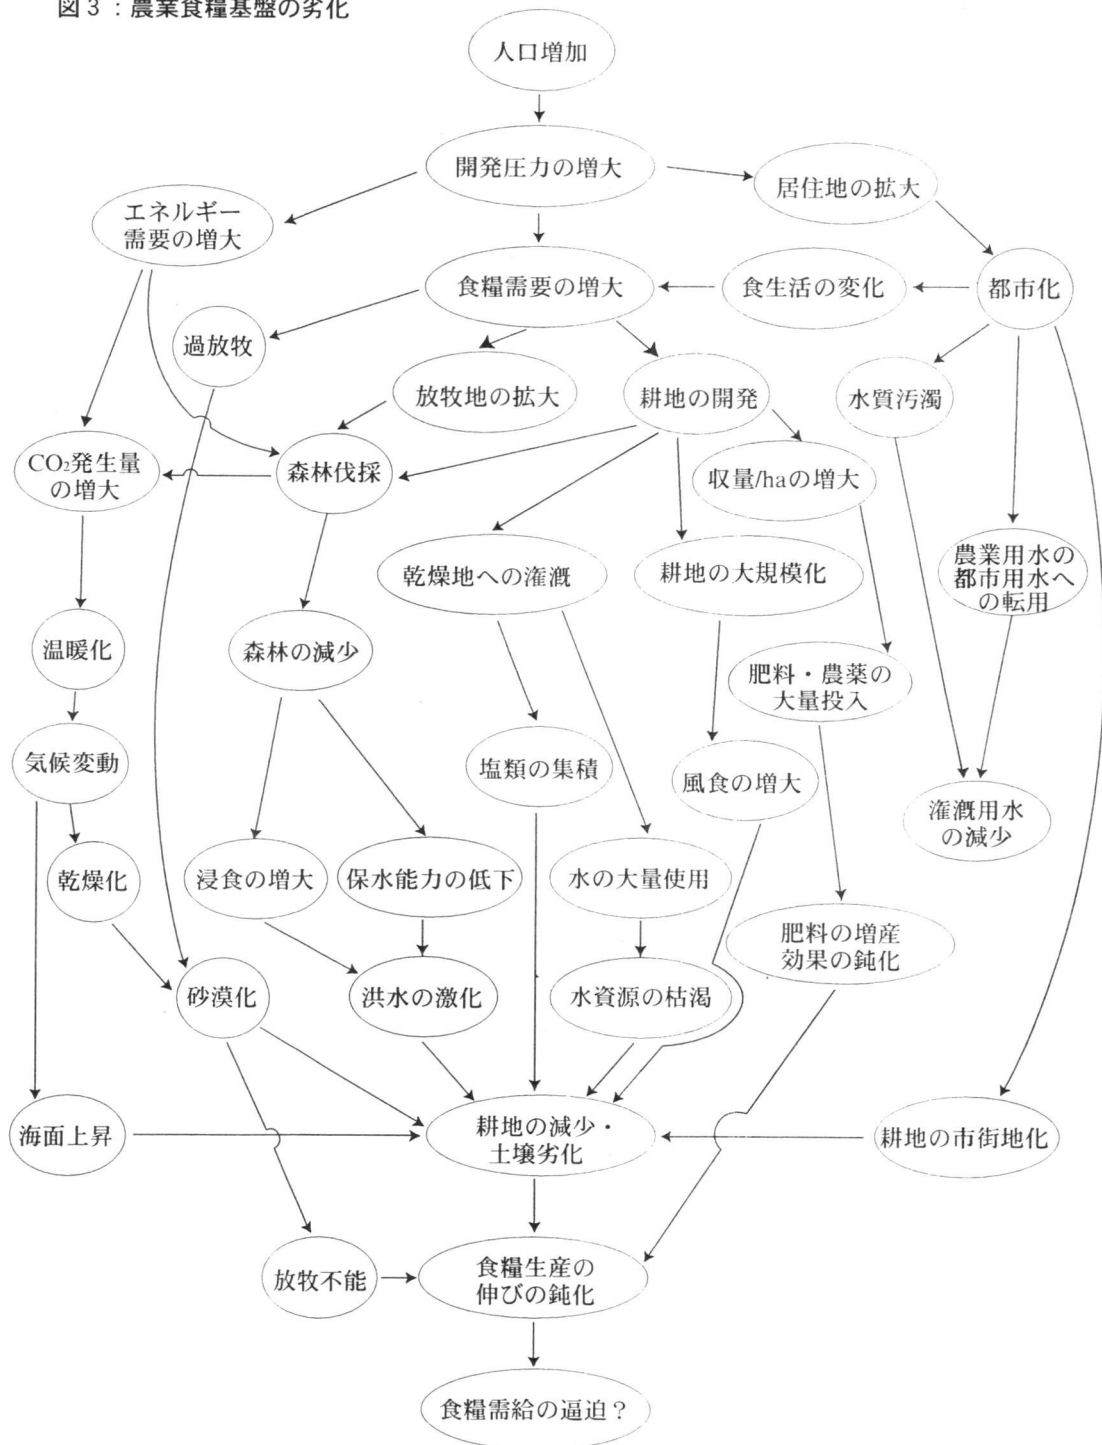 図３：農業食糧基盤の劣化
人口増加
開発圧力の増大
居住地の拡大
エネルギー
需要の増大
食糧需要の増大
食生活の変化
都市化
過放牧
放牧地の拡大
耕地の開発
水質汚濁
CO₂発生量
の増大
森林伐採
収量/haの増大
乾燥地への潅漑
耕地の大規模化
農業用水の
都市用水へ
の転用
温暖化
森林の減少
肥料・農薬の
大量投入
気候変動
塩類の集積
風食の増大
潅漑用水
の減少
乾燥化
浸食の増大
保水能力の低下
水の大量使用
肥料の増産
効果の鈍化
砂漠化
洪水の激化
水資源の枯渇
海面上昇
耕地の減少・
土壌劣化
耕地の市街地化
放牧不能
食糧生産の
伸びの鈍化
食糧需給の逼迫？